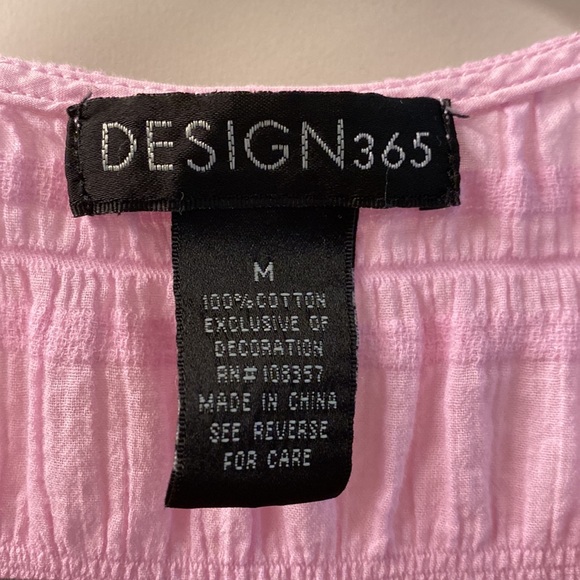 DESIGN365
M
100%COTTON
EXCLUSIVE OF
DECORATION
RN#108357
MADE IN CHINA
SEE REVERSE
FOR CARE